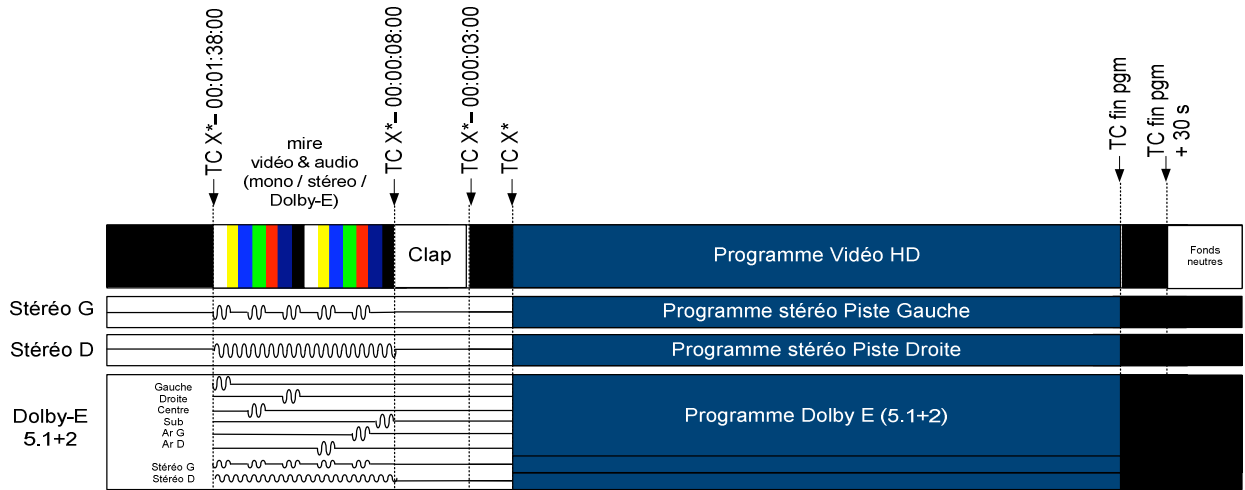 TC X*– 00:01:38:00
TC X*– 00:00:08:00
TC X*– 00:00:03:00
TC X*
TC fin pgm
TC fin pgm
+ 30 s
mire
vidéo & audio
(mono / stéreo /
Dolby-E)
Clap
Programme Vidéo HD
Fonds
neutres
Stéréo G
Programme stéréo Piste Gauche
Stéréo D
Programme stéréo Piste Droite
Dolby-E
5.1+2
Gauche
Droite
Centre
Sub
Ar G
Ar D
Stéréo G
Stéréo D
Programme Dolby E (5.1+2)